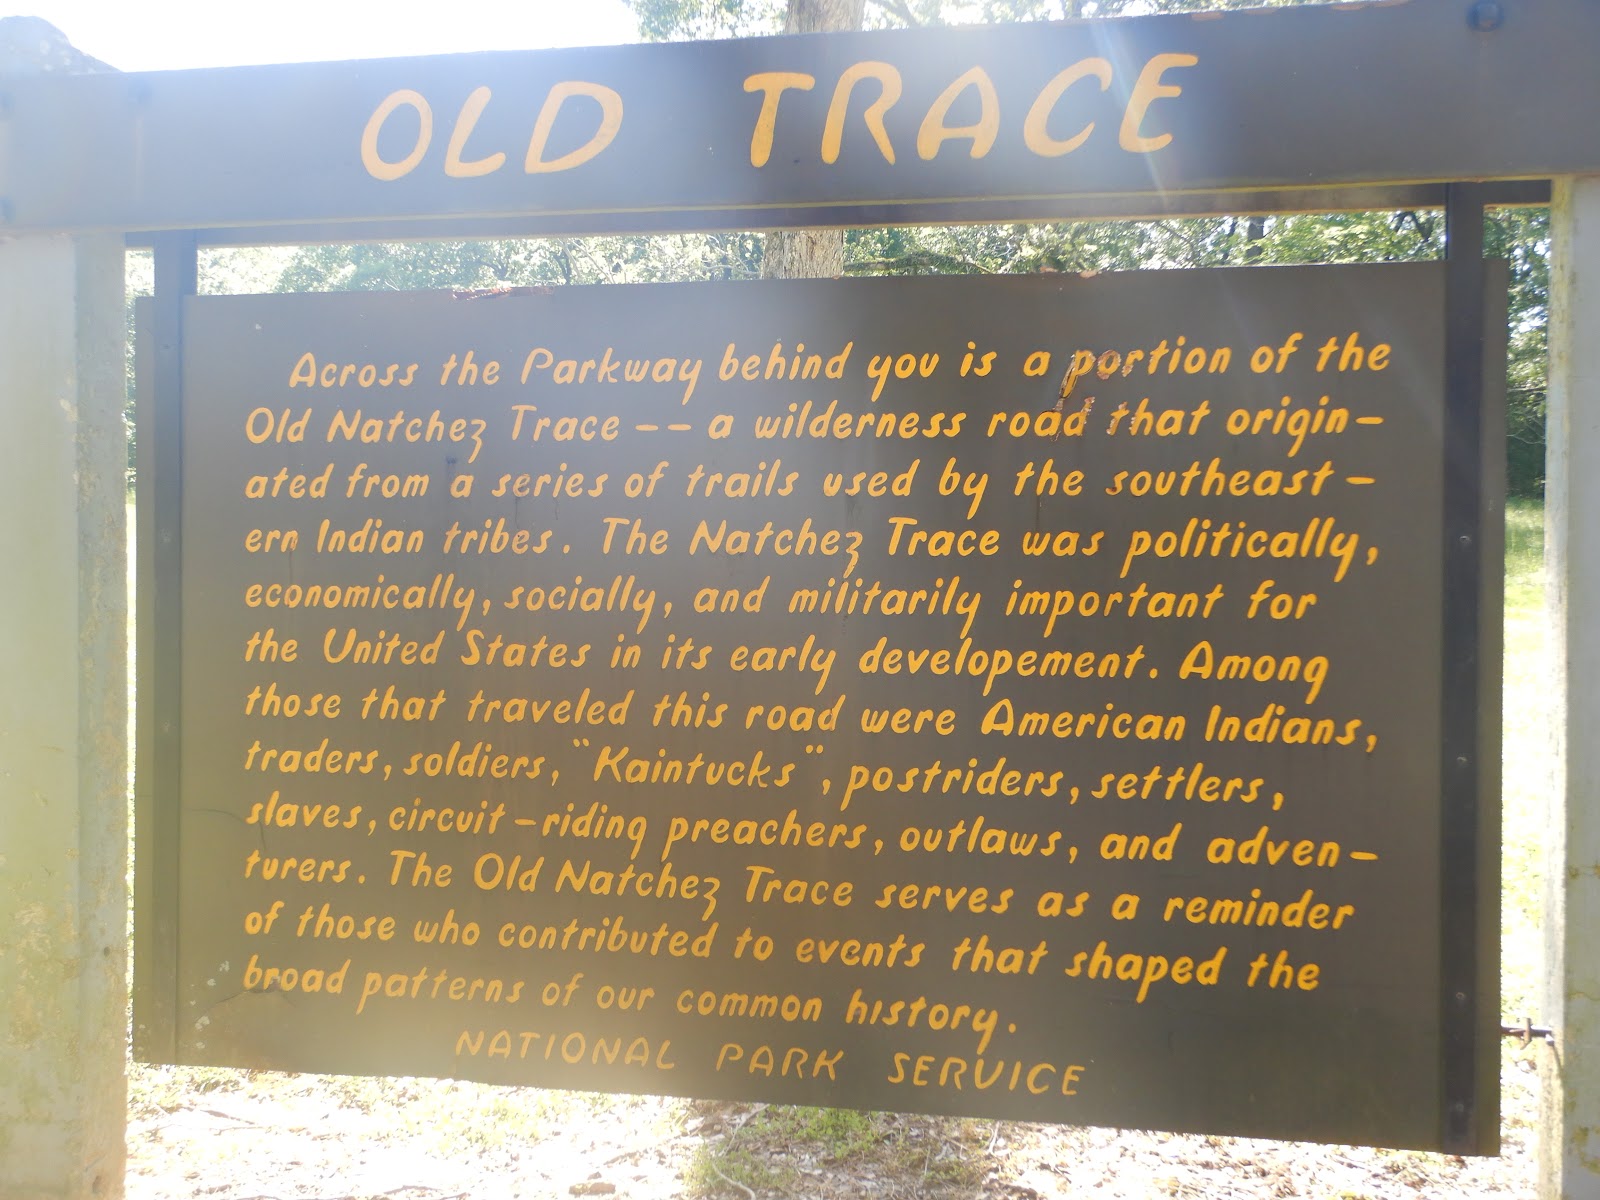 OLD TRACE
Across the Parkway behind you is a portion of the
Old Natchez Trace -- a wilderness road that origin-
ated from a series of trails used by the southeast-
ern Indian tribes. The Natchez Trace was politically,
economically, socially, and militarily important for
the United States in its early developement. Among
those that traveled this road were American Indians,
traders, soldiers, "Kaintucks", postriders, settlers,
slaves, circuit-riding preachers, outlaws, and adven-
turers. The Old Natchez Trace serves as a reminder
of those who contributed to events that shaped the
broad patterns of our common history.
NATIONAL PARK SERVICE